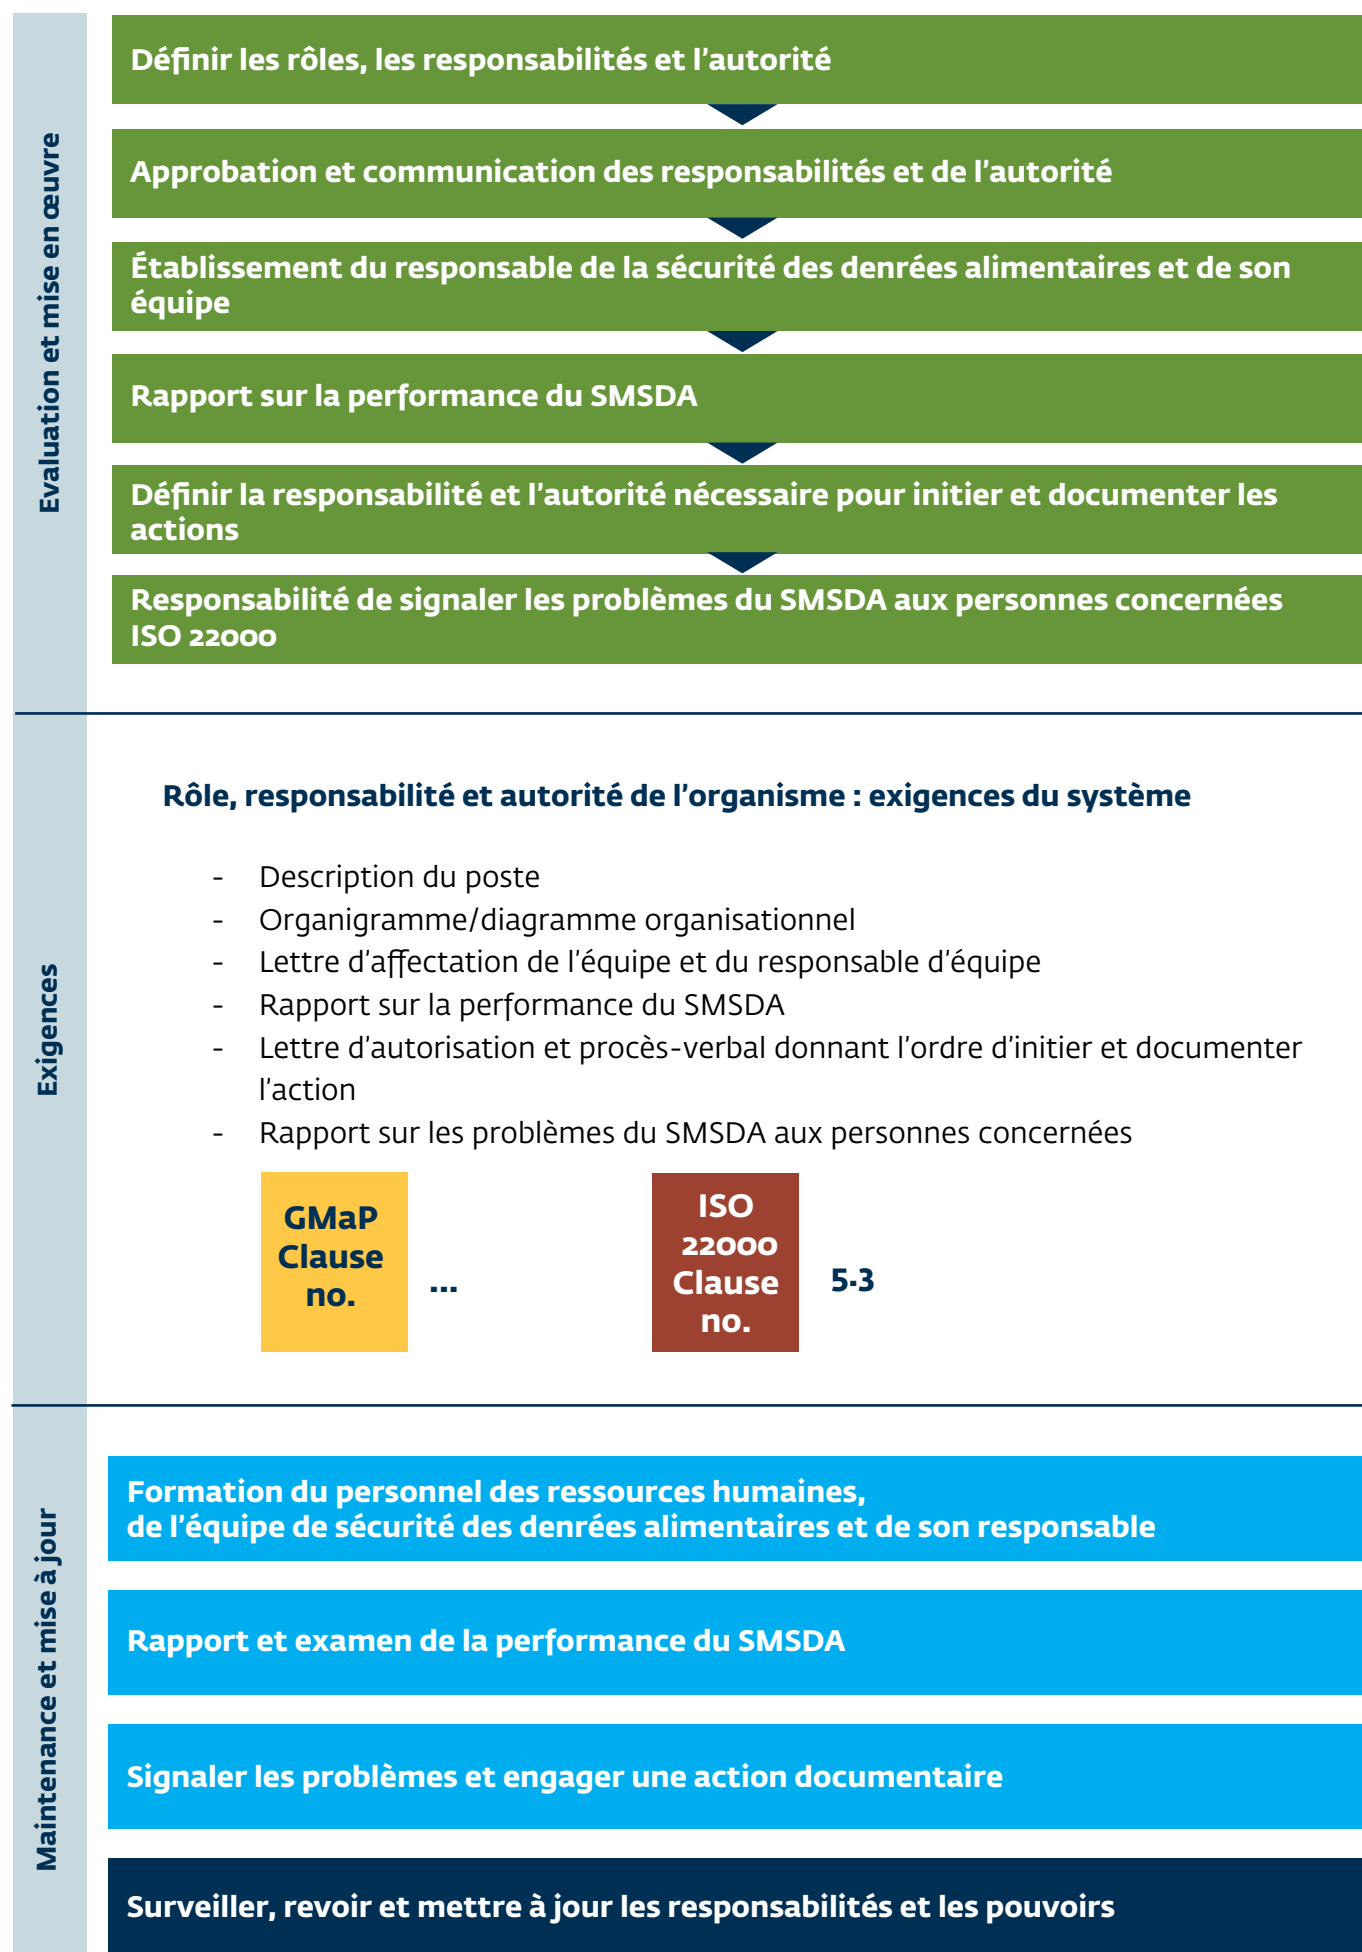 Evaluation et mise en œuvre
Définir les rôles, les responsabilités et l'autorité
Approbation et communication des responsabilités et de l'autorité
Établissement du responsable de la sécurité des denrées alimentaires et de son
équipe
Rapport sur la performance du SMSDA
Définir la responsabilité et l'autorité nécessaire pour initier et documenter les
actions
Responsabilité de signaler les problèmes du SMSDA aux personnes concernées
ISO 22000
Exigences
Rôle, responsabilité et autorité de l'organisme : exigences du système
- Description du poste
- Organigramme/diagramme organisationnel
- Lettre d'affectation de l'équipe et du responsable d'équipe
- Rapport sur la performance du SMSDA
- Lettre d'autorisation et procès-verbal donnant l'ordre d'initier et documenter
l'action
- Rapport sur les problèmes du SMSDA aux personnes concernées
GMaP
Clause
no.
...
ISO
22000
Clause
no.
5.3
Maintenance et mise à jour
Formation du personnel des ressources humaines,
de l'équipe de sécurité des denrées alimentaires et de son responsable
Rapport et examen de la performance du SMSDA
Signaler les problèmes et engager une action documentaire
Surveiller, revoir et mettre à jour les responsabilités et les pouvoirs